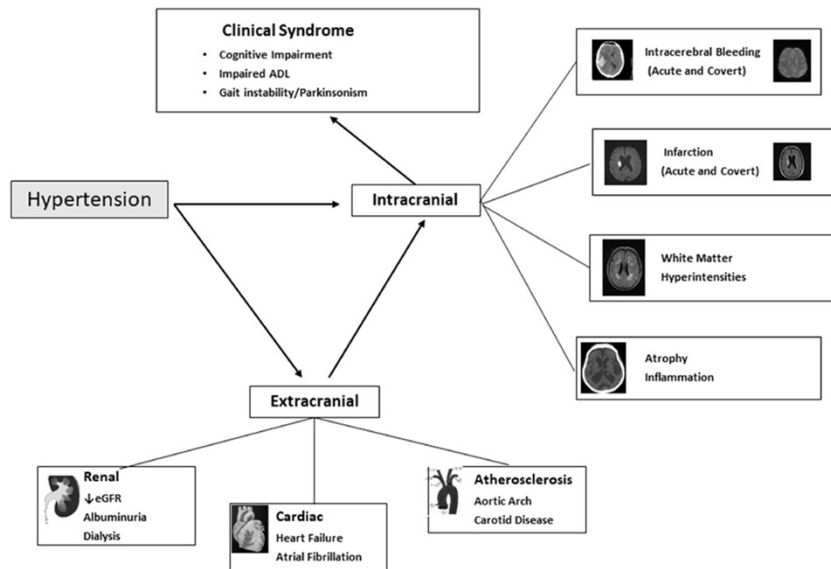 Clinical Syndrome
• Cognitive Impairment
• Impaired ADL
• Gait instability/Parkinsonism
Intracerebral Bleeding
(Acute and Covert)
Infarction
(Acute and Covert)
Hypertension
Intracranial
White Matter
Hyperintensities
Atrophy
Inflammation
Extracranial
Renal
↓eGFR
Albuminuria
Dialysis
Cardiac
Heart Failure
Atrial Fibrillation
Atherosclerosis
Aortic Arch
Carotid Disease